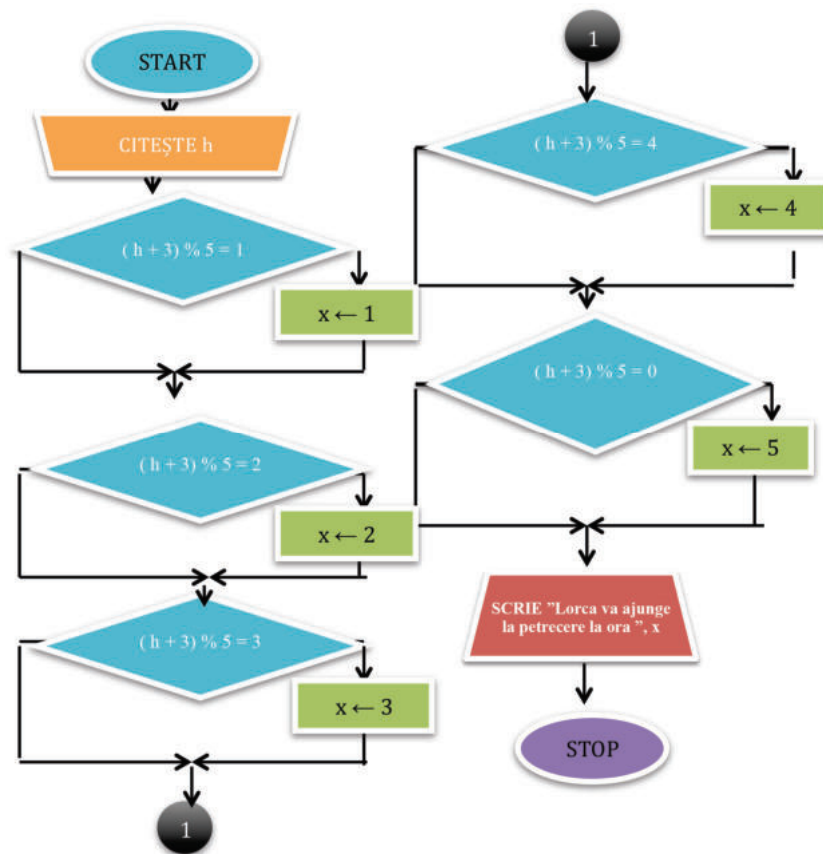 START
CITEȘTE h
( h + 3) % 5 = 1
x ← 1
( h + 3) % 5 = 2
x ← 2
( h + 3) % 5 = 3
x ← 3
1
1
( h + 3) % 5 = 4
x ← 4
( h + 3) % 5 = 0
x ← 5
SCRIE ”Lorca va ajunge
la petrecere la ora ”, x
STOP